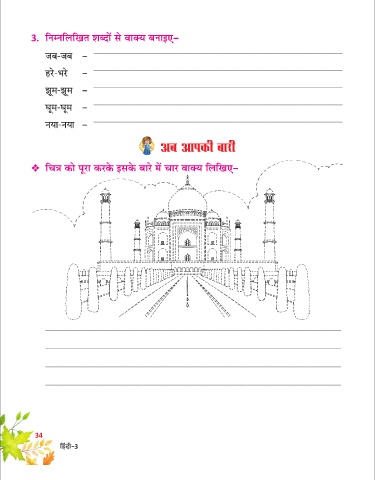 3. निम्नलिखित शब्दों से वाक्य बनाइए–
जब-जब –
हरे-भरे –
झूम-झूम –
घूम-घूम –
नया-नया –
अब आपकी बारी
❖ चित्र को पूरा करके इसके बारे में चार वाक्य लिखिए–
34
हिंदी-3